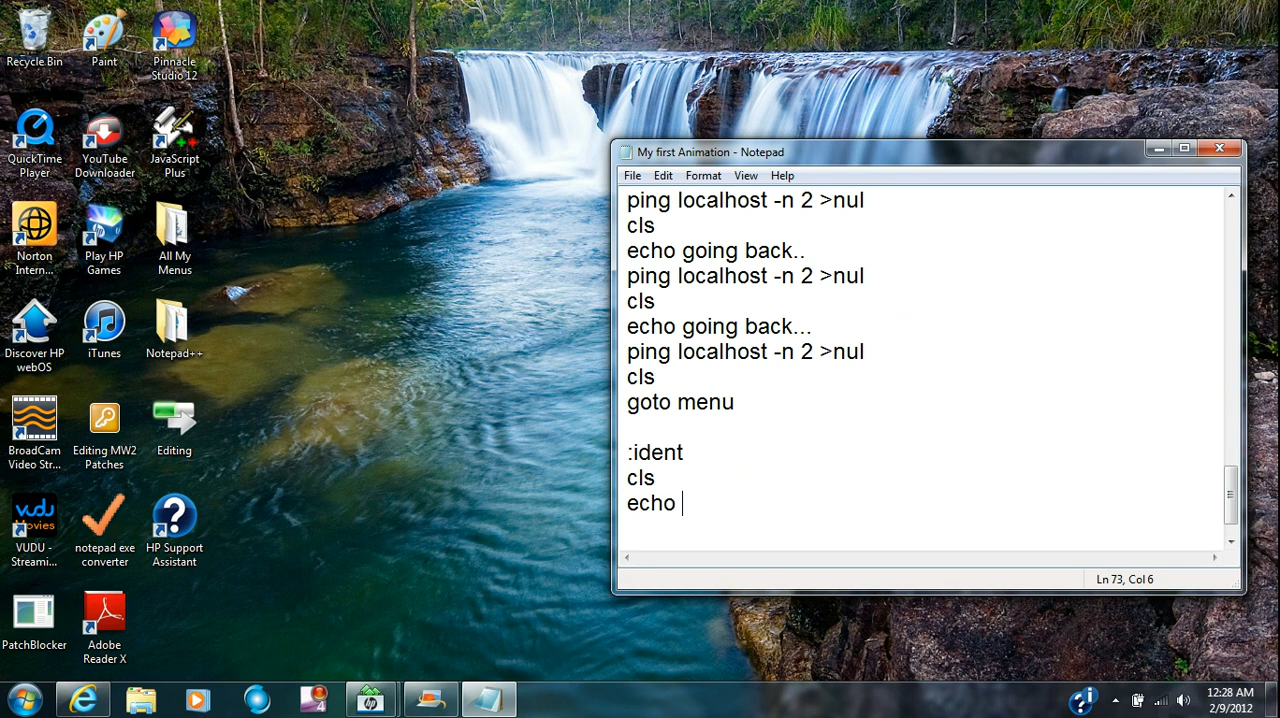 Recycle Bin
Paint
Pinnacle
Studio 12
QuickTime
Player
YouTube
Downloader
JavaScript
Plus
Norton
Intern...
Play HP
Games
All My
Menus
Discover HP
webOS
iTunes
Notepad++
BroadCam
Video Str...
Editing MW2
Patches
Editing
vudu
Movies
VUDU -
Streami...
notepad exe
converter
HP Support
Assistant
PatchBlocker
Adobe
Reader X
My first Animation - Notepad
File Edit Format View Help
ping localhost -n 2 >nul
cls
echo going back..
ping localhost -n 2 >nul
cls
echo going back...
ping localhost -n 2 >nul
cls
goto menu
:ident
cls
echo
Ln 73, Col 6
12:28 AM
2/9/2012